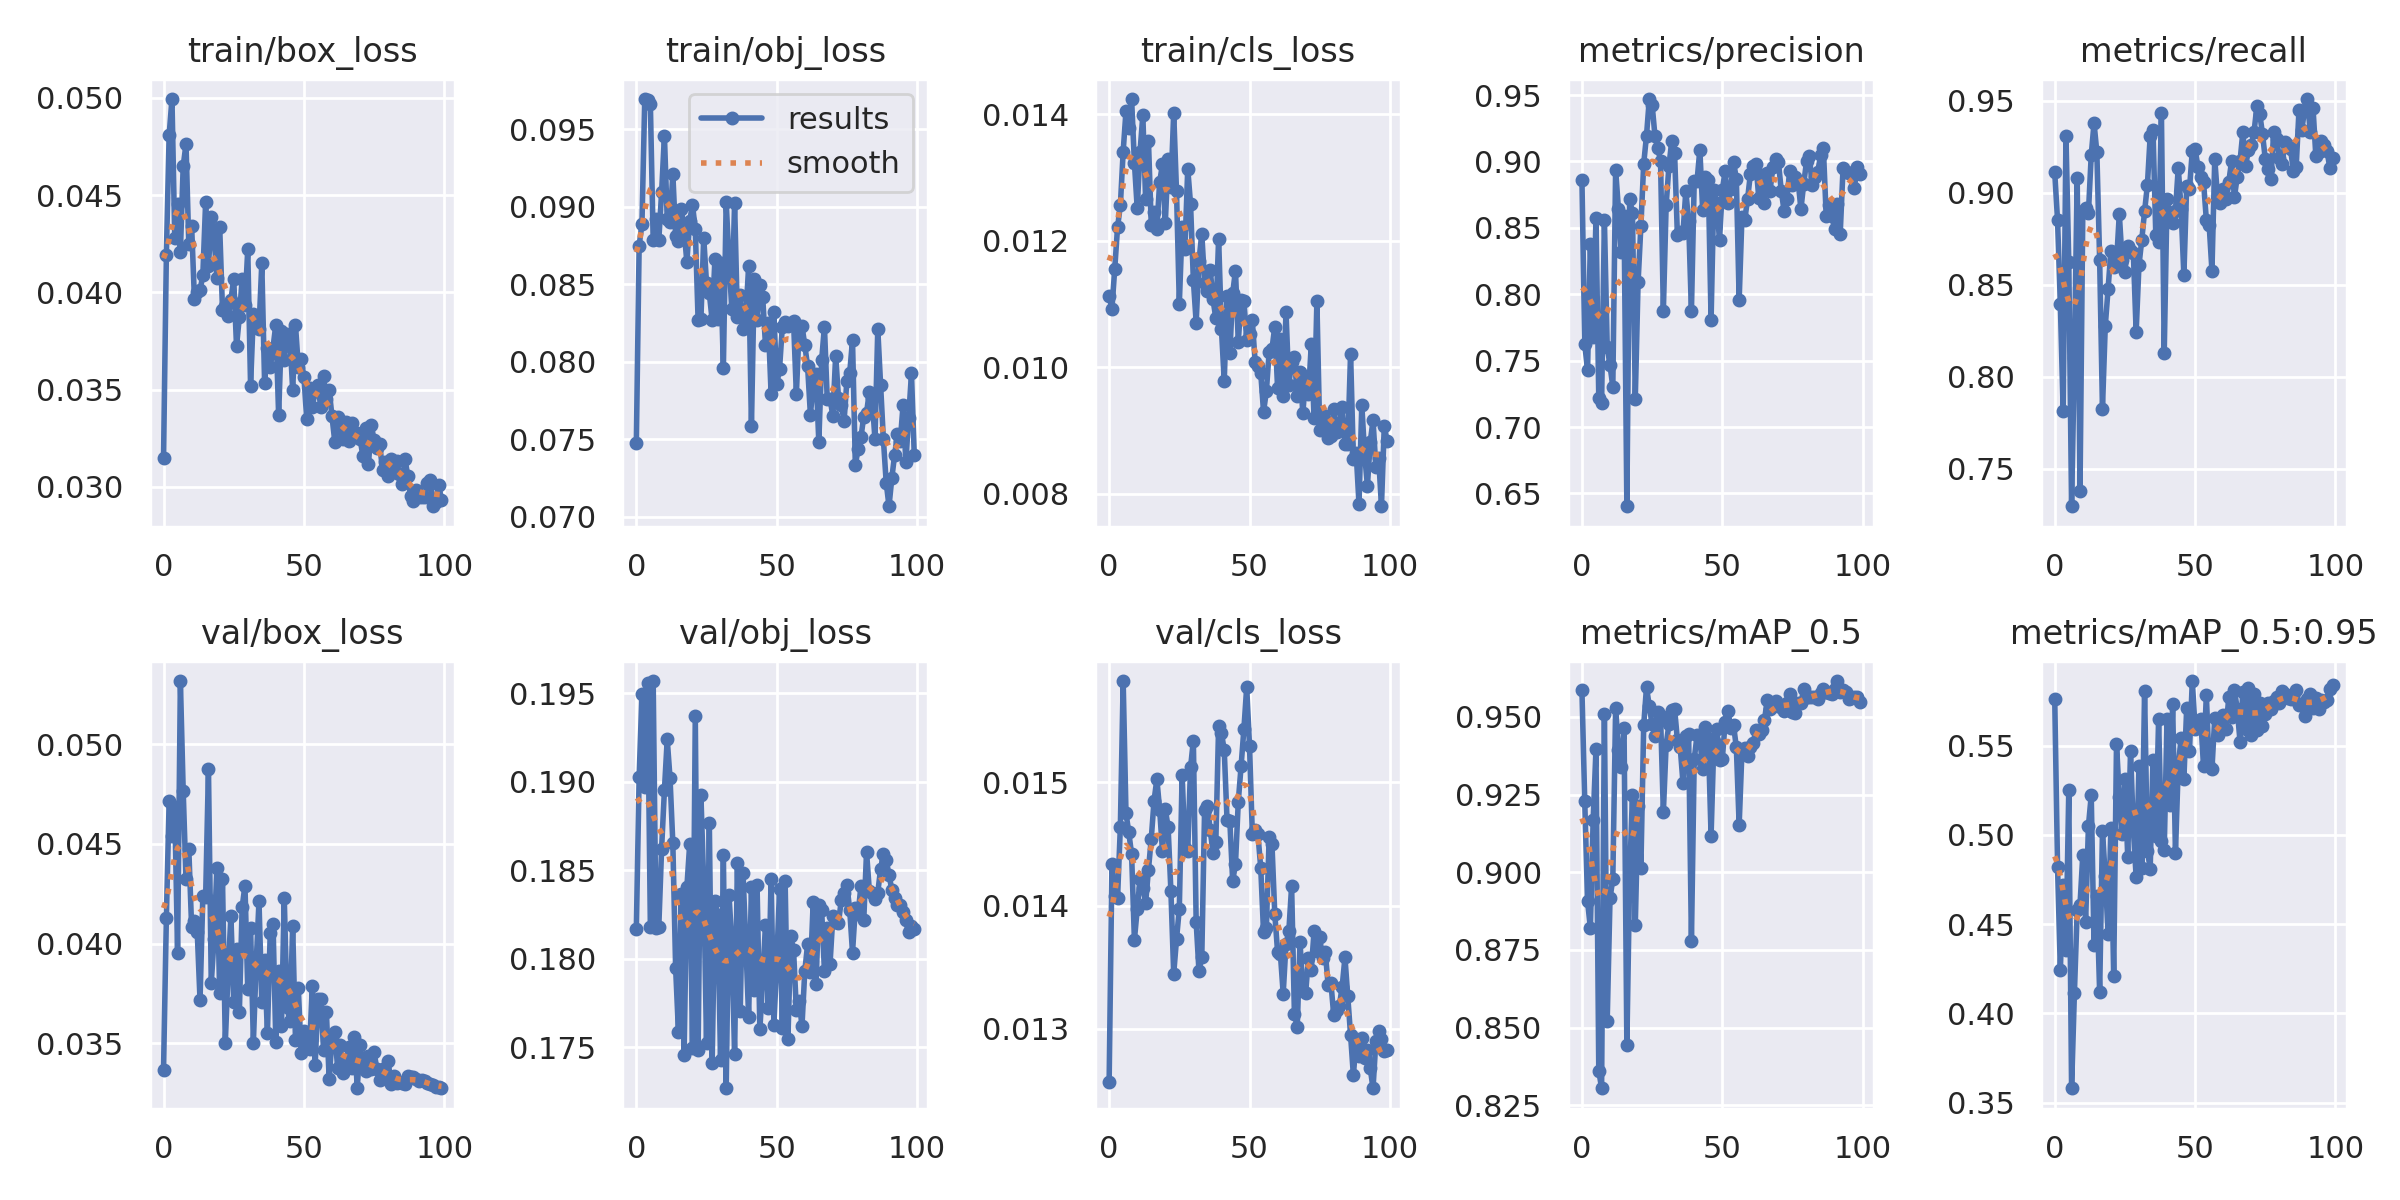 train/box_loss
0.050
0.045
0.040
0.035
0.030
0 50 100
train/obj_loss
results
smooth
0.095
0.090
0.085
0.080
0.075
0.070
0 50 100
train/cls_loss
0.014
0.012
0.010
0.008
0 50 100
metrics/precision
0.95
0.90
0.85
0.80
0.75
0.70
0.65
0 50 100
metrics/recall
0.95
0.90
0.85
0.80
0.75
0 50 100
val/box_loss
0.050
0.045
0.040
0.035
0 50 100
val/obj_loss
0.195
0.190
0.185
0.180
0.175
0 50 100
val/cls_loss
0.015
0.014
0.013
0 50 100
metrics/mAP_0.5
0.950
0.925
0.900
0.875
0.850
0.825
0 50 100
metrics/mAP_0.5:0.95
0.55
0.50
0.45
0.40
0.35
0 50 100